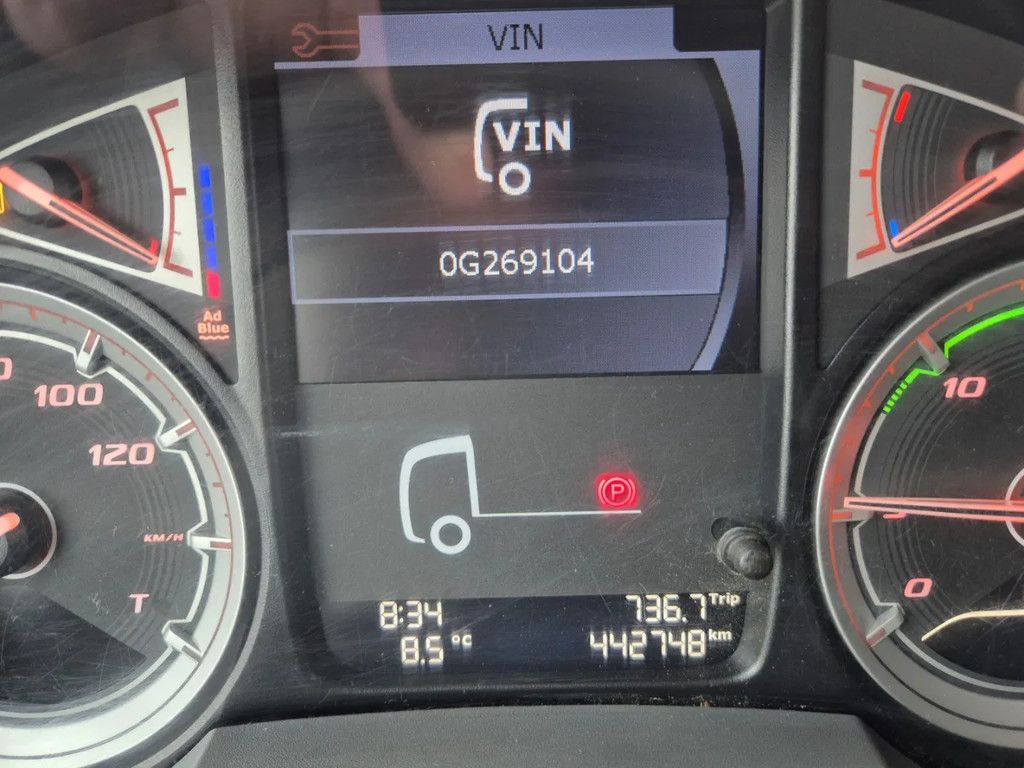 VIN
VIN
0G269104
Ad
Blue
100
120
KM/H
T
10
5
0
P
8:34
736.7 Trip
8.5 °C
442748 km